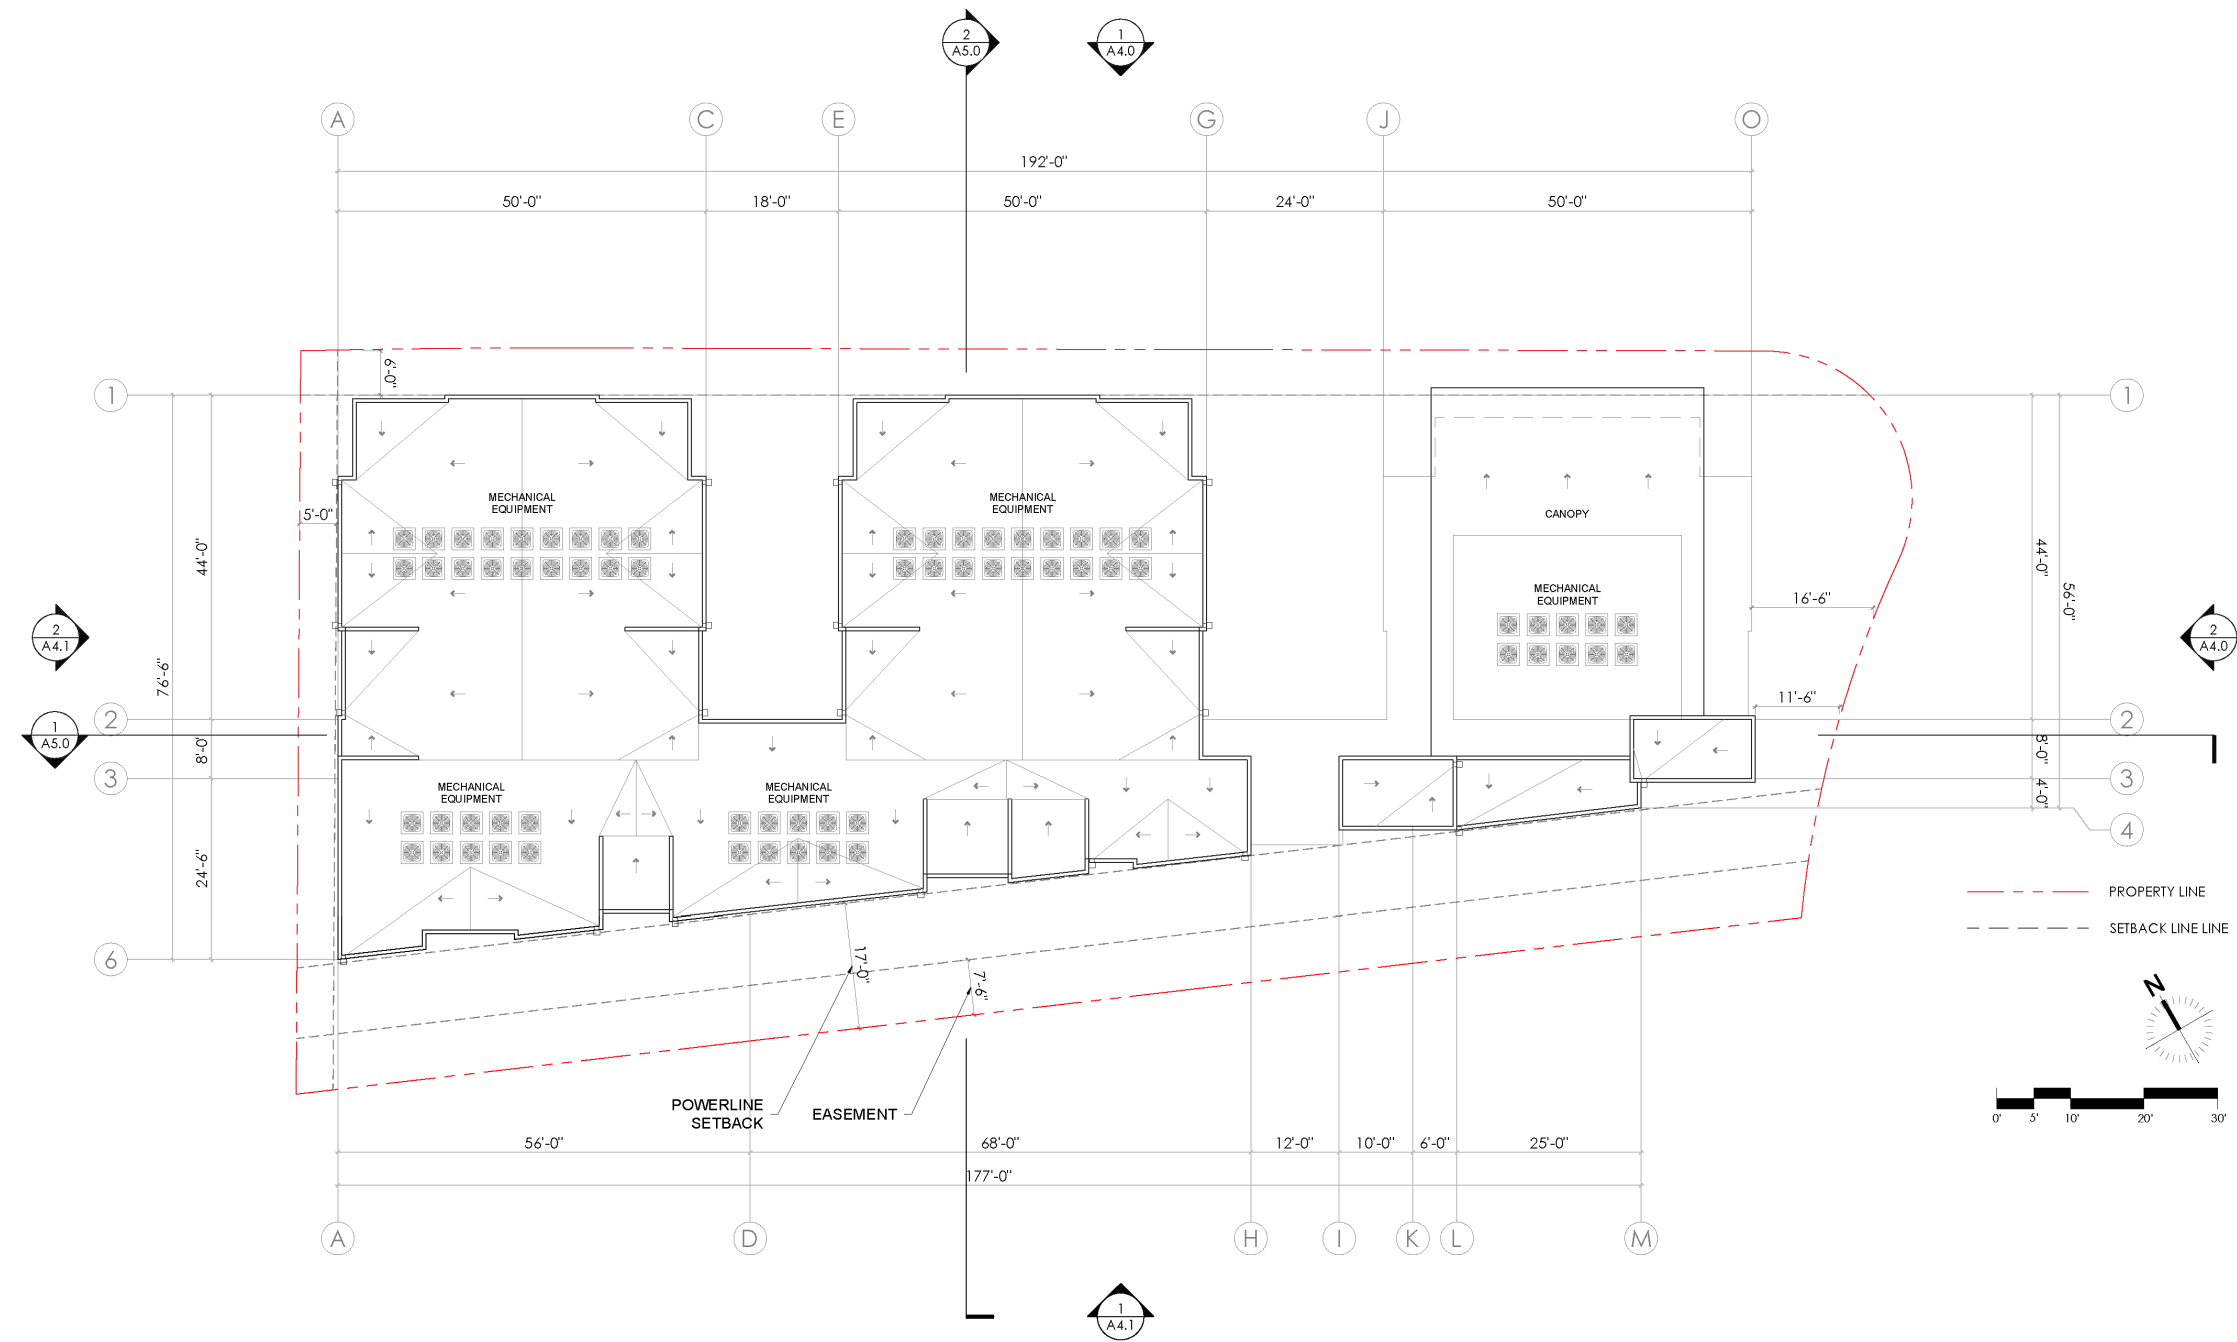 2
A5.0
1
A4.0
A
C
E
G
J
O
192'-0"
50'-0"
18'-0"
50'-0"
24'-0"
50'-0"
6'-0"
1
1
MECHANICAL
EQUIPMENT
MECHANICAL
EQUIPMENT
CANOPY
5'-0"
44'-0"
44'-0"
56'-0"
MECHANICAL
EQUIPMENT
16'-6"
2
A4.1
2
A4.0
76'-6"
11'-6"
2
2
1
A5.0
8'-0"
8'-0"
3
3
MECHANICAL
EQUIPMENT
MECHANICAL
EQUIPMENT
4'-0"
4
24'-6"
PROPERTY LINE
SETBACK LINE LINE
6
17'-0"
7'-6"
N
POWERLINE
SETBACK
EASEMENT
0'
5'
10'
20'
30'
56'-0"
68'-0"
12'-0"
10'-0"
6'-0"
25'-0"
177'-0"
A
D
H
I
K
L
M
1
A4.1